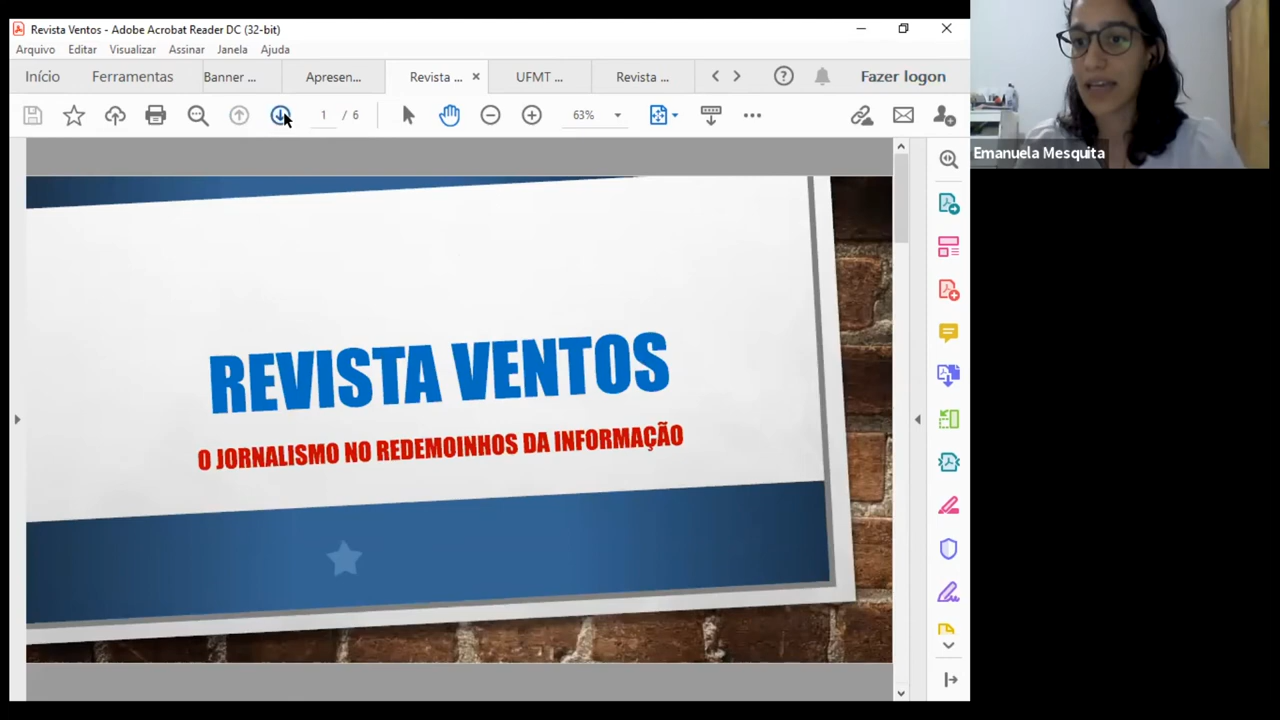 Revista Ventos - Adobe Acrobat Reader DC (32-bit)
Arquivo Editar Visualizar Assinar Janela Ajuda
Início Ferramentas Banner ... Apresen... Revista ... UFMT ... Revista ... Fazer logon
1 / 6 63%
Emanuela Mesquita
REVISTA VENTOS
O JORNALISMO NO REDEMOINHOS DA INFORMAÇÃO